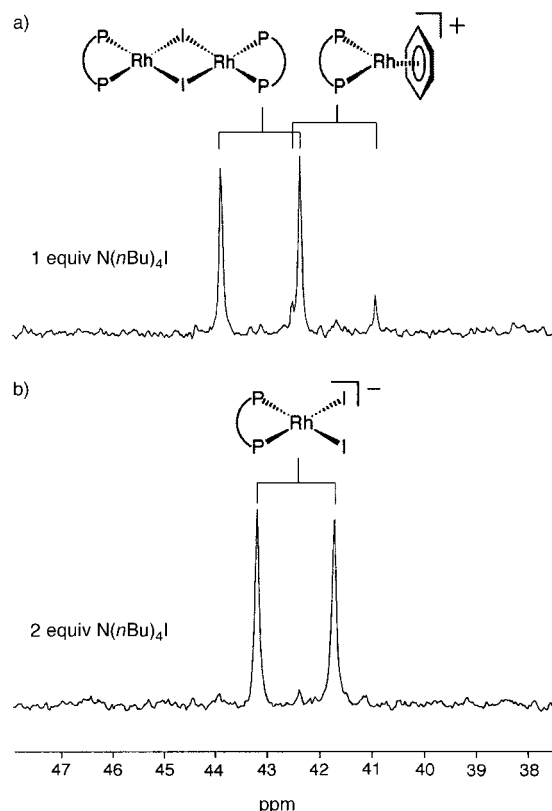 a)
P
Rh
I
I
Rh
P
P
P
P
P
Rh
+
1 equiv N(nBu)4I
b)
P
P
Rh
I
I
−
2 equiv N(nBu)4I
47 46 45 44 43 42 41 40 39 38
ppm